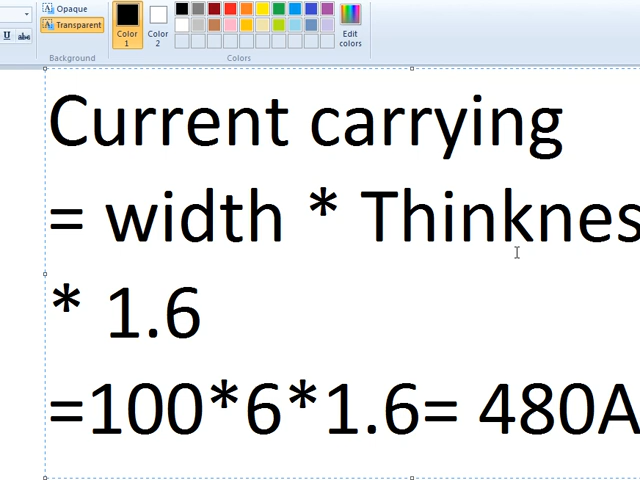 Opaque
Transparent
U abc
Background
Color 1
Color 2
Edit colors
Colors
Current carrying
= width * Thinknes
* 1.6
=100*6*1.6= 480A